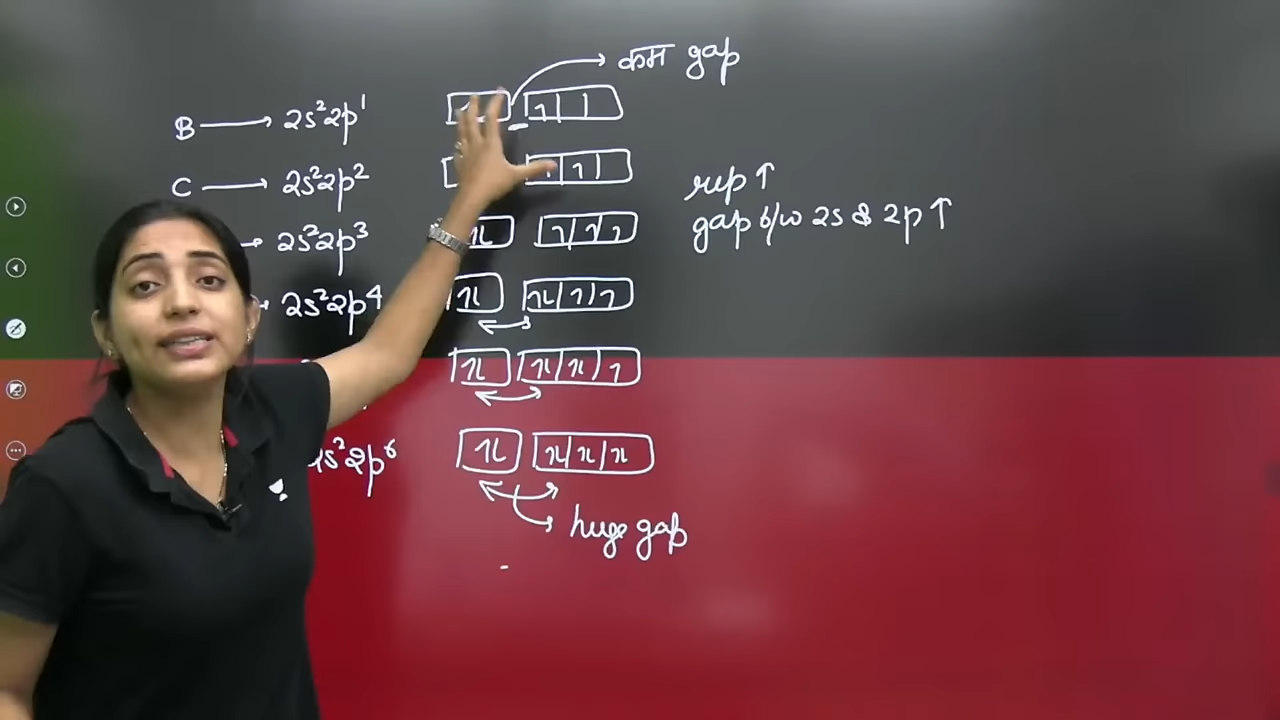 कम gap
B → 2s²2p¹
C → 2s²2p²
rep ↑
gap b/w 2s & 2p ↑
2s²2p³
2s²2p⁴
2s²2p⁶
huge gap